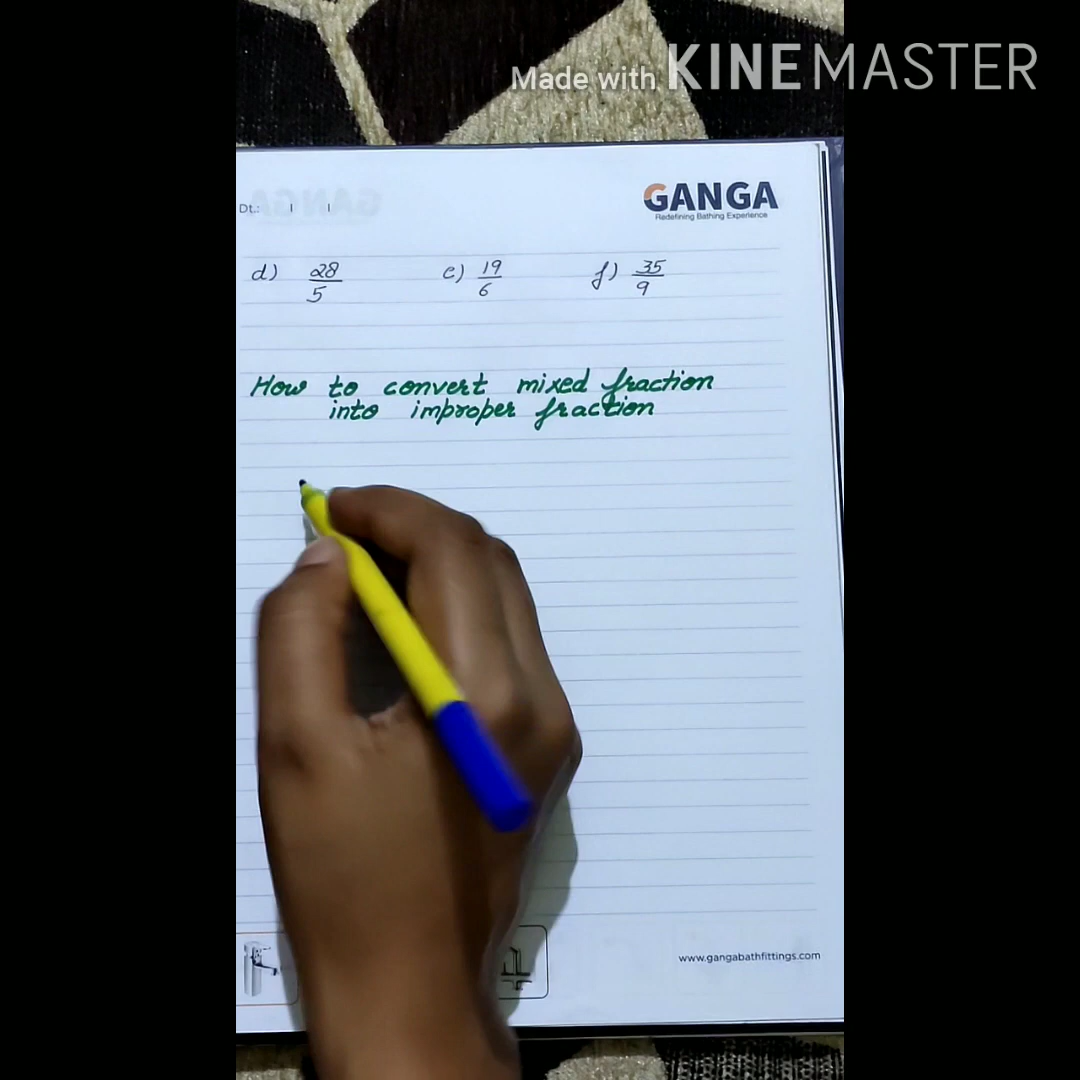 Made with KINEMASTER
GANGA
Redefining Bathing Experience
Dt.:
d) 28/5 e) 19/6 f) 35/9
How to convert mixed fraction
into improper fraction
www.gangabathfittings.com